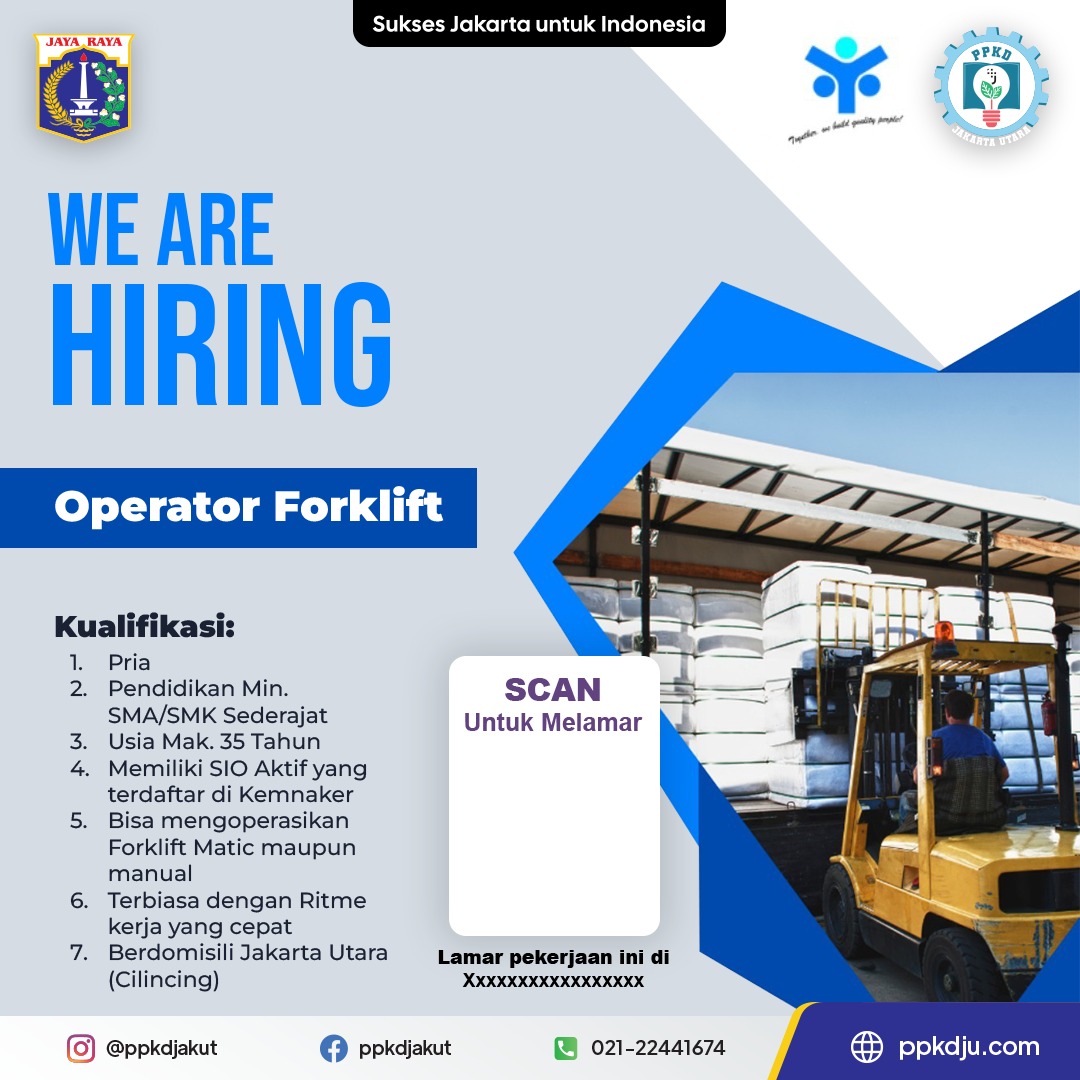 Sukses Jakarta untuk Indonesia
JAYA RAYA
Together, we build quality people!
PPKD
JAKARTA UTARA
WE ARE
HIRING
Operator Forklift
Kualifikasi:
1. Pria
2. Pendidikan Min.
SMA/SMK Sederajat
3. Usia Mak. 35 Tahun
4. Memiliki SIO Aktif yang
terdaftar di Kemnaker
5. Bisa mengoperasikan
Forklift Matic maupun
manual
6. Terbiasa dengan Ritme
kerja yang cepat
7. Berdomisili Jakarta Utara
(Cilincing)
SCAN
Untuk Melamar
Lamar pekerjaan ini di
Xxxxxxxxxxxxxxxxx
@ppkdjakut
ppkdjakut
021-22441674
ppkdju.com